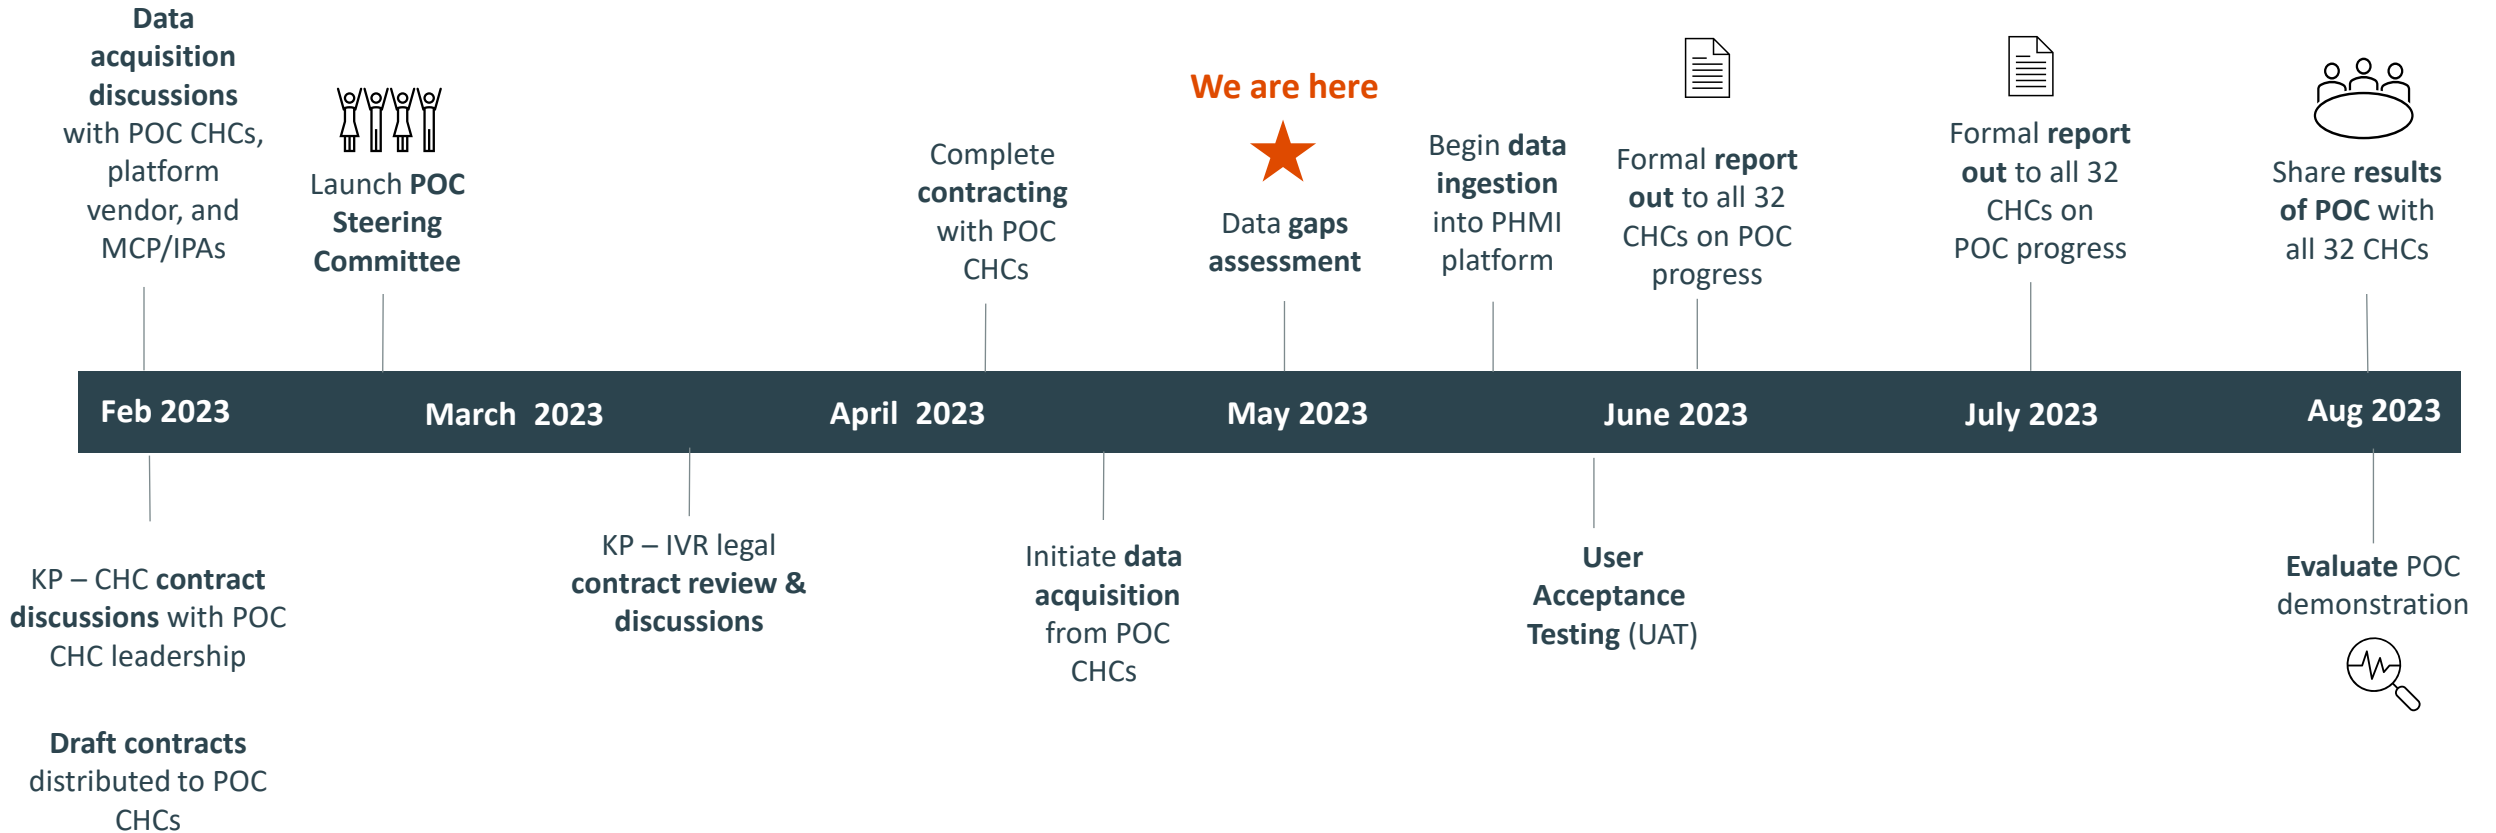 Data
acquisition
discussions
with POC CHCs,
platform
vendor, and
MCP/IPAs
Launch POC
Steering
Committee
Complete
contracting
with POC
CHCs
We are here
Data gaps
assessment
Begin data
ingestion
into PHMI
platform
Formal report
out to all 32
CHCs on POC
progress
Formal report
out to all 32
CHCs on
POC progress
Share results
of POC with
all 32 CHCs
Feb 2023
March 2023
April 2023
May 2023
June 2023
July 2023
Aug 2023
KP – CHC contract
discussions with POC
CHC leadership
Draft contracts
distributed to POC
CHCs
KP – IVR legal
contract review &
discussions
Initiate data
acquisition
from POC
CHCs
User
Acceptance
Testing (UAT)
Evaluate POC
demonstration